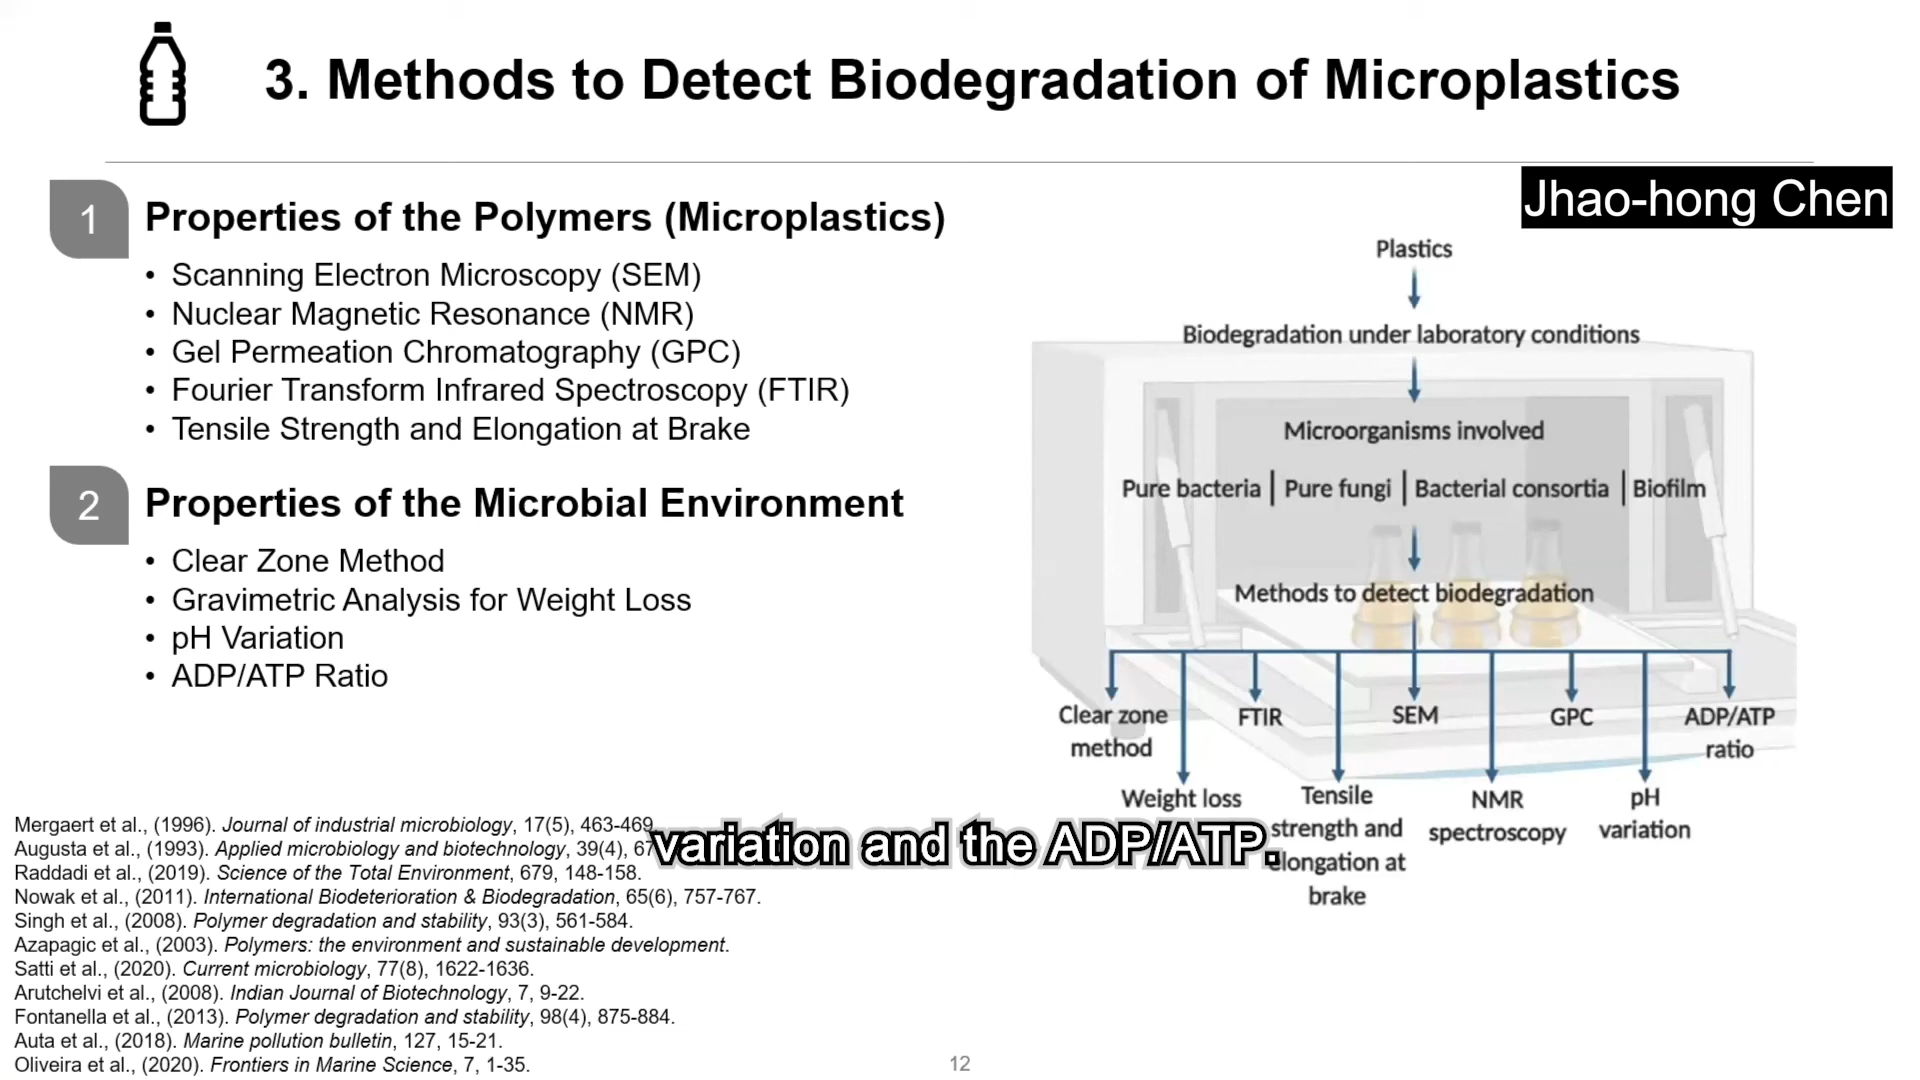 3. Methods to Detect Biodegradation of Microplastics
Jhao-hong Chen
1
Properties of the Polymers (Microplastics)
• Scanning Electron Microscopy (SEM)
• Nuclear Magnetic Resonance (NMR)
• Gel Permeation Chromatography (GPC)
• Fourier Transform Infrared Spectroscopy (FTIR)
• Tensile Strength and Elongation at Brake
2
Properties of the Microbial Environment
• Clear Zone Method
• Gravimetric Analysis for Weight Loss
• pH Variation
• ADP/ATP Ratio
Plastics
Biodegradation under laboratory conditions
Microorganisms involved
Pure bacteria | Pure fungi | Bacterial consortia | Biofilm
Methods to detect biodegradation
Clear zone
method
Weight loss
FTIR
Tensile
strength and
elongation at
brake
SEM
NMR
spectroscopy
GPC
pH
variation
ADP/ATP
ratio
Mergaert et al., (1996). Journal of industrial microbiology, 17(5), 463-469.
Augusta et al., (1993). Applied microbiology and biotechnology, 39(4),
Raddadi et al., (2019). Science of the Total Environment, 679, 148-158.
Nowak et al., (2011). International Biodeterioration & Biodegradation, 65(6), 757-767.
Singh et al., (2008). Polymer degradation and stability, 93(3), 561-584.
Azapagic et al., (2003). Polymers: the environment and sustainable development.
Satti et al., (2020). Current microbiology, 77(8), 1622-1636.
Arutchelvi et al., (2008). Indian Journal of Biotechnology, 7, 9-22.
Fontanella et al., (2013). Polymer degradation and stability, 98(4), 875-884.
Auta et al., (2018). Marine pollution bulletin, 127, 15-21.
Oliveira et al., (2020). Frontiers in Marine Science, 7, 1-35.
variation and the ADP/ATP.
12